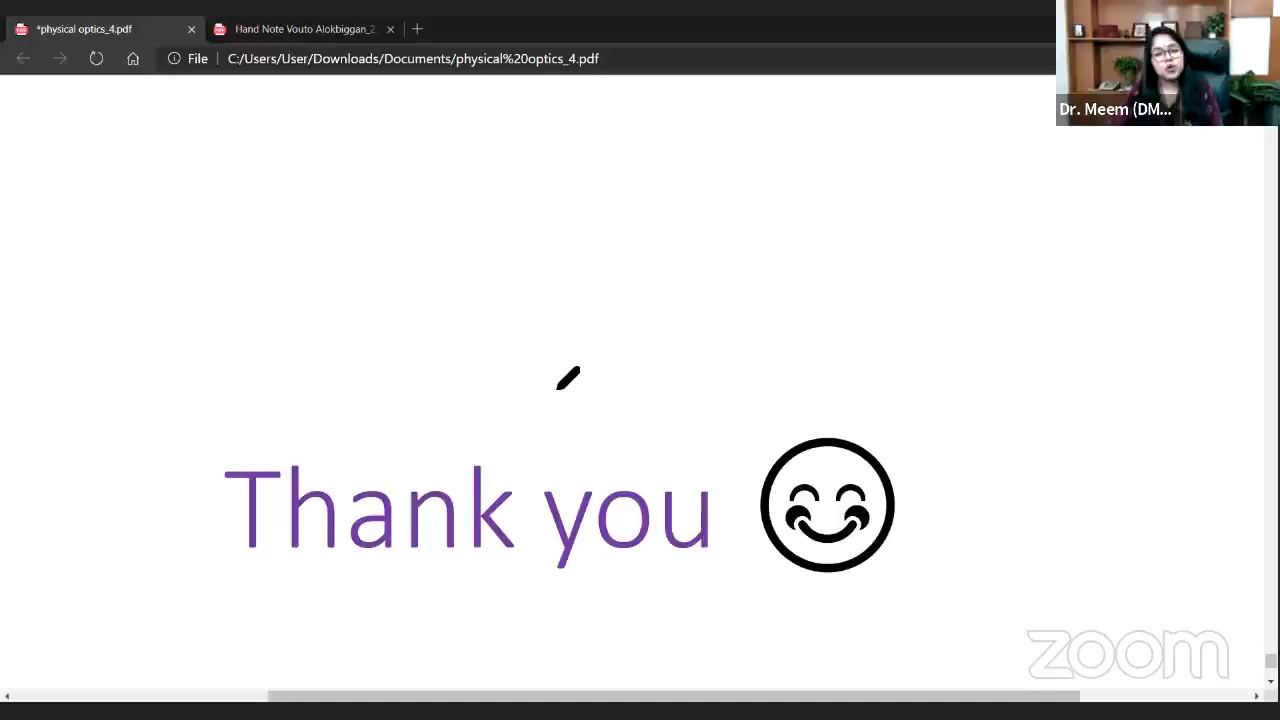 *physical optics_4.pdf
Hand Note Vouto Alokbiggan_2
File
C:/Users/User/Downloads/Documents/physical%20optics_4.pdf
Dr. Meem (DM...
Thank you
zoom